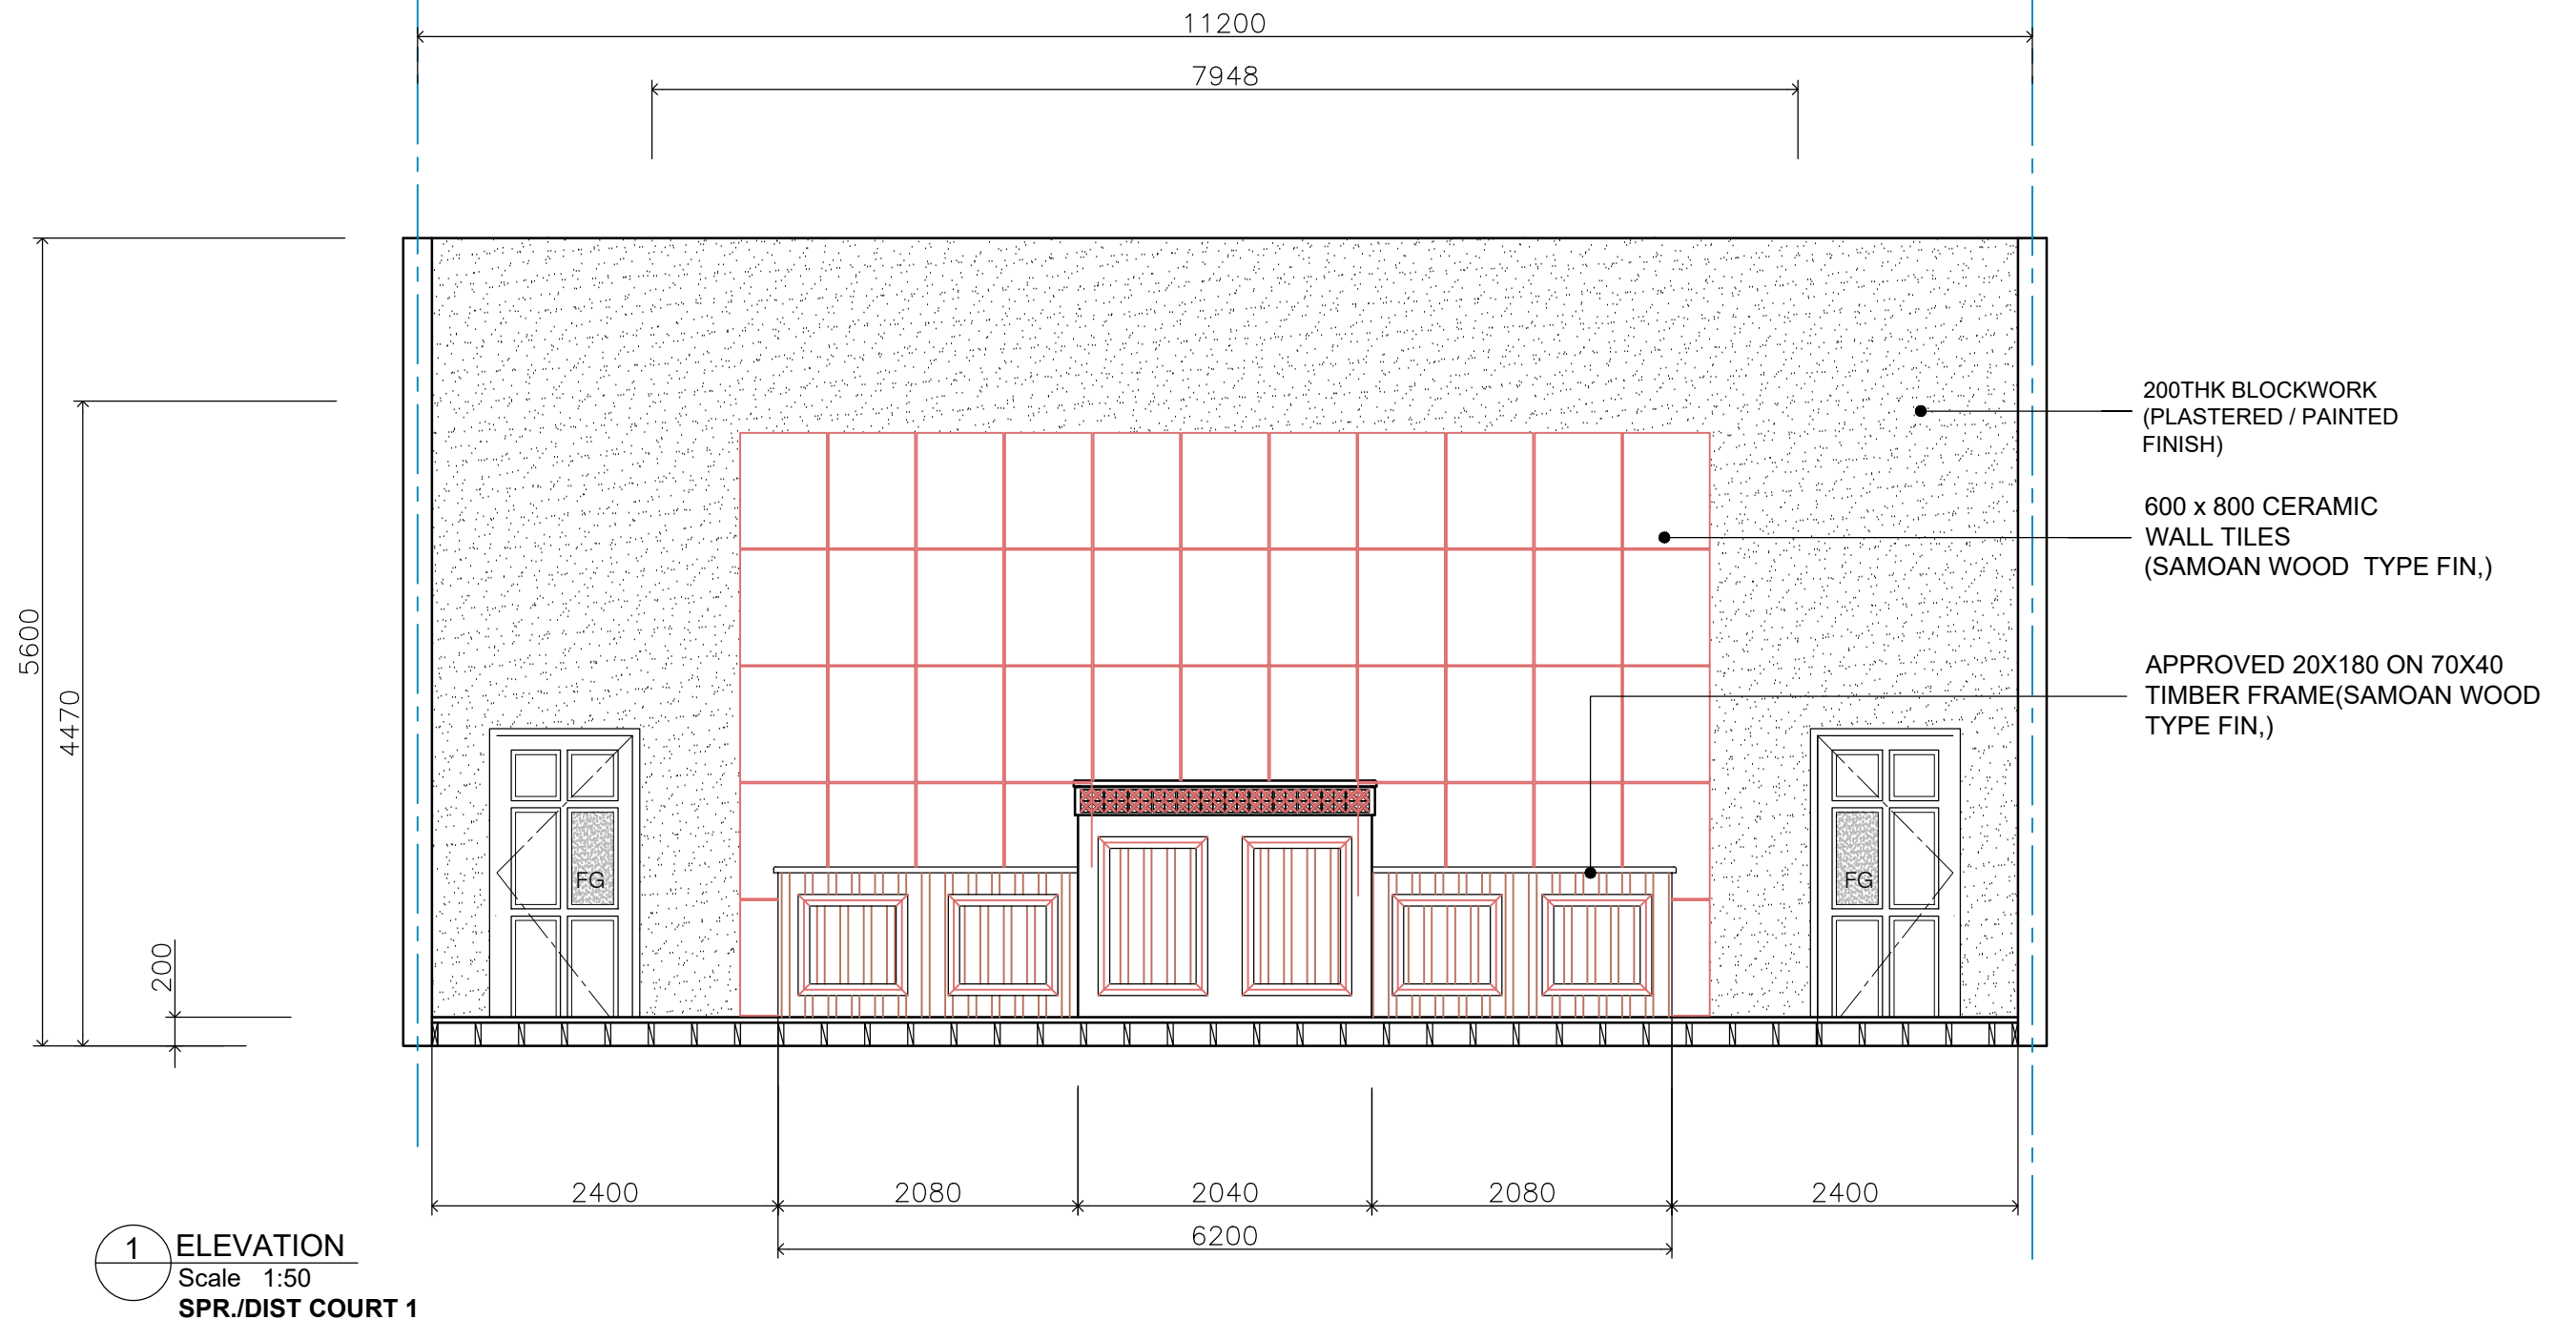 11200
7948
200THK BLOCKWORK
(PLASTERED / PAINTED
FINISH)
600 x 800 CERAMIC
WALL TILES
(SAMOAN WOOD  TYPE FIN,)
5600
4470
APPROVED 20X180 ON 70X40
TIMBER FRAME(SAMOAN WOOD
TYPE FIN,)
FG
FG
200
2400
2080
2040
2080
2400
6200
1
ELEVATION
Scale 1:50
SPR./DIST COURT 1